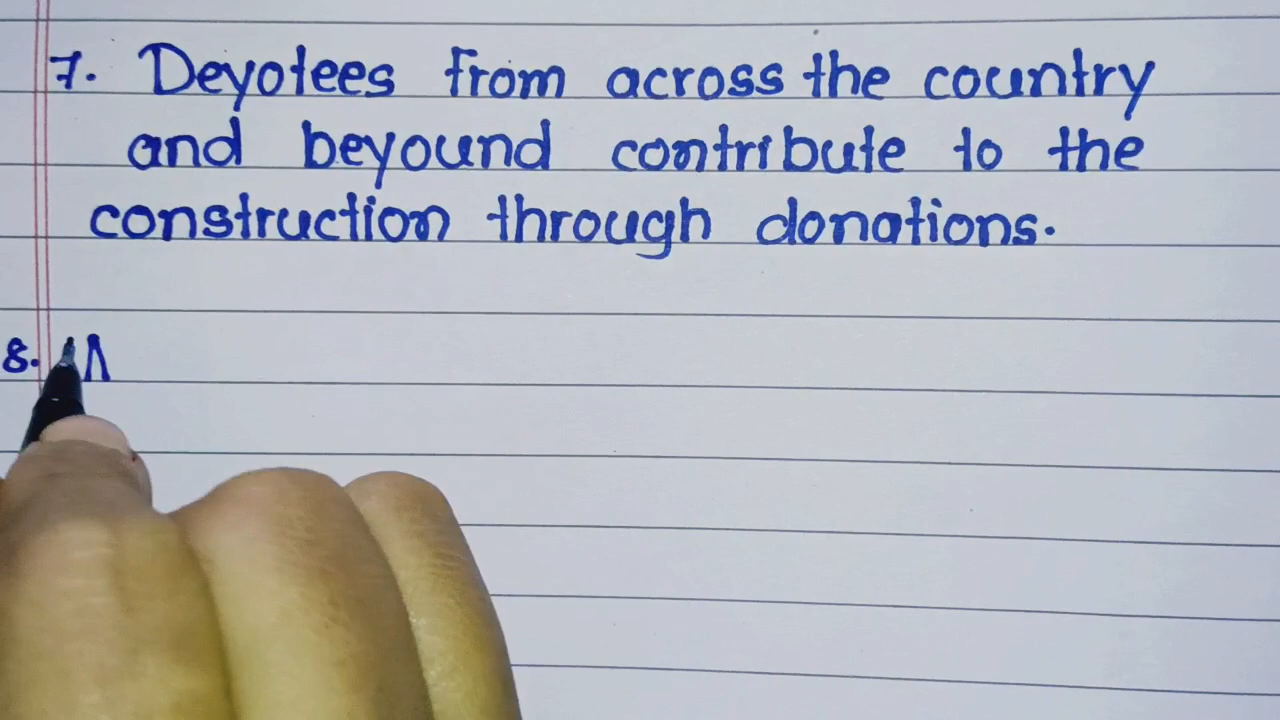 7. Deyotees from across the country
and beyound contribute to the
construction through donations.
8.